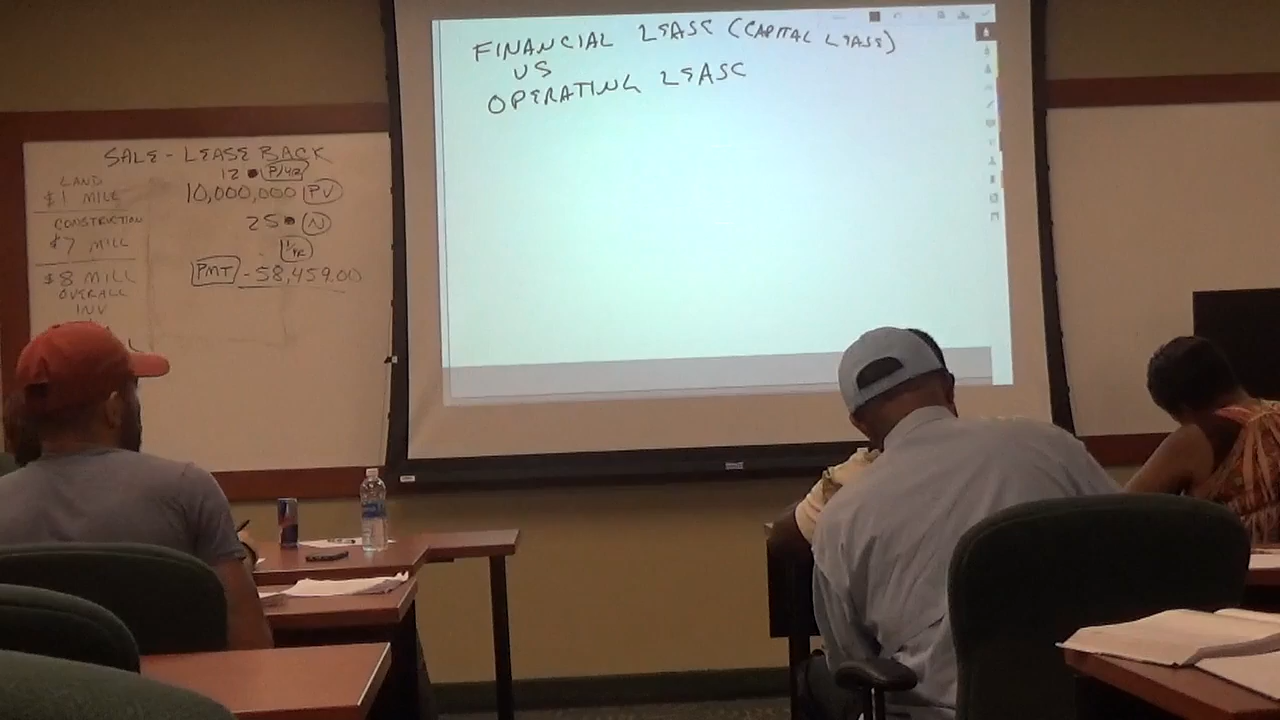 FINANCIAL LEASE (CAPITAL LEASE)
VS
OPERATING LEASE
SALE - LEASE BACK
LAND
$1 MILL
CONSTRUCTION
$7 MILL
$8 MILL
OVERALL
INV
12 P/YR
10,000,000 PV
25 N
I/YR
PMT -58,459.00